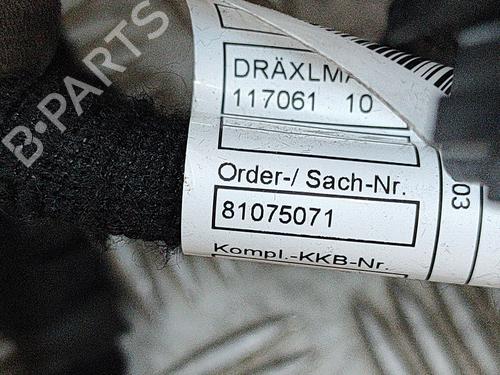 B-PARTS
DRÄXLMA
117061 10
Order-/ Sach-Nr.
81075071
Kompl.-KKB-Nr.
03